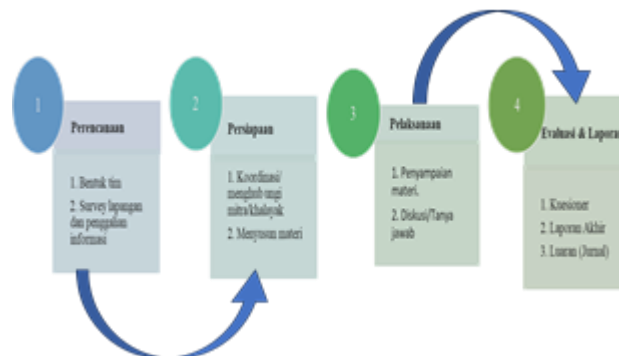 1
Perencanaan
1. Bentuk tim
2. Survey lapangan
dan penggalian
informasi
2
Persiapaan
1. Koordinasi/
menghubungi
mitra/khalayak
2. Menyusun materi
3
Pelaksanaan
1. Penyampaian
materi.
2. Diskusi/Tanya
jawab
4
Evaluasi & Laporan
1. Kuesioner
2. Laporan Akhir
3. Luaran (Jurnal)